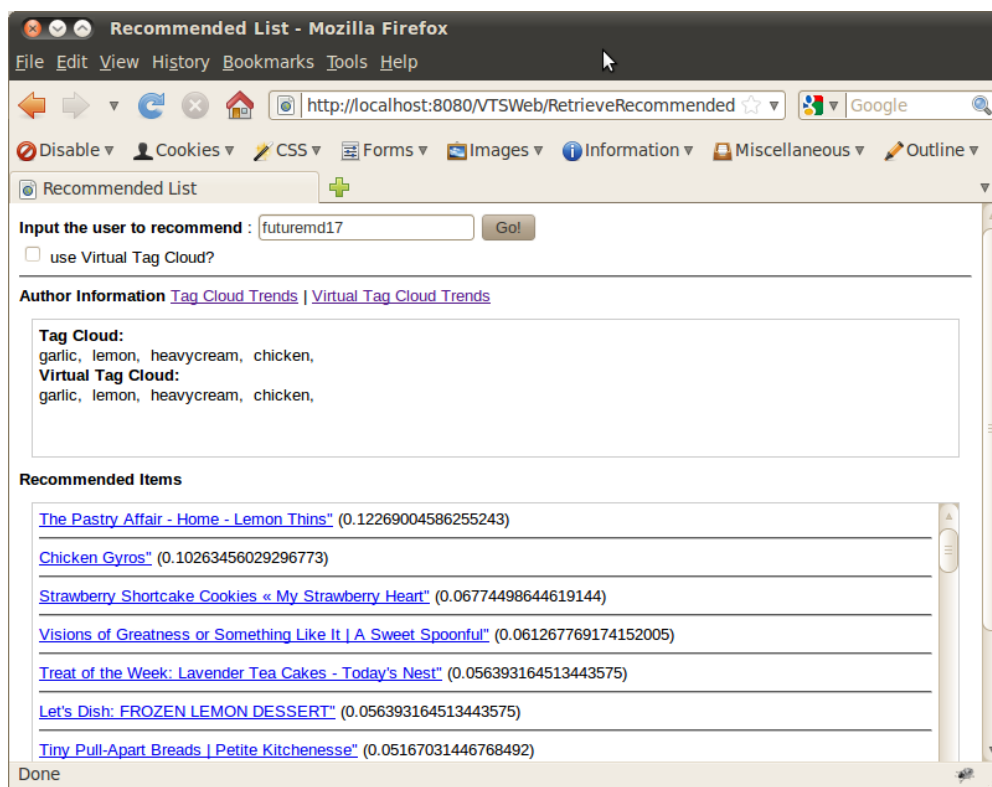 Recommended List - Mozilla Firefox
File Edit View History Bookmarks Tools Help
http://localhost:8080/VTSWeb/RetrieveRecommended Google
Disable Cookies CSS Forms Images Information Miscellaneous Outline
Recommended List
Input the user to recommend : futuremd17 Go!
use Virtual Tag Cloud?
Author Information Tag Cloud Trends | Virtual Tag Cloud Trends
Tag Cloud:
garlic, lemon, heavycream, chicken,
Virtual Tag Cloud:
garlic, lemon, heavycream, chicken,
Recommended Items
The Pastry Affair - Home - Lemon Thins" (0.12269004586255243)
Chicken Gyros" (0.10263456029296773)
Strawberry Shortcake Cookies « My Strawberry Heart" (0.06774498644619144)
Visions of Greatness or Something Like It | A Sweet Spoonful" (0.061267769174152005)
Treat of the Week: Lavender Tea Cakes - Today's Nest" (0.056393164513443575)
Let's Dish: FROZEN LEMON DESSERT" (0.056393164513443575)
Tiny Pull-Apart Breads | Petite Kitchenesse" (0.05167031446768492)
Done